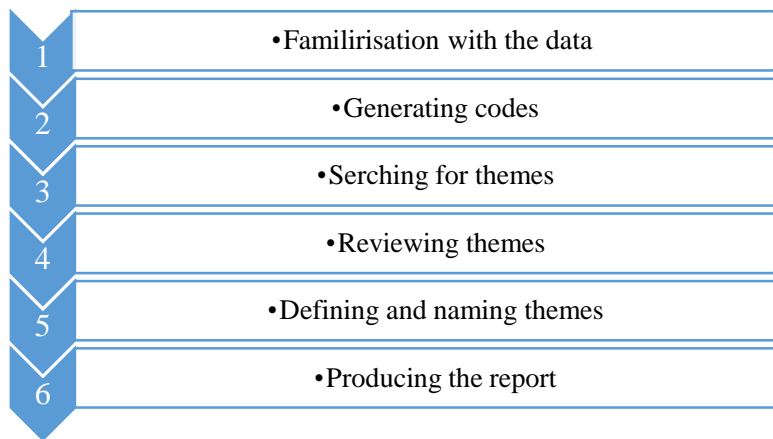 1 •Familirisation with the data
2 •Generating codes
3 •Serching for themes
4 •Reviewing themes
5 •Defining and naming themes
6 •Producing the report